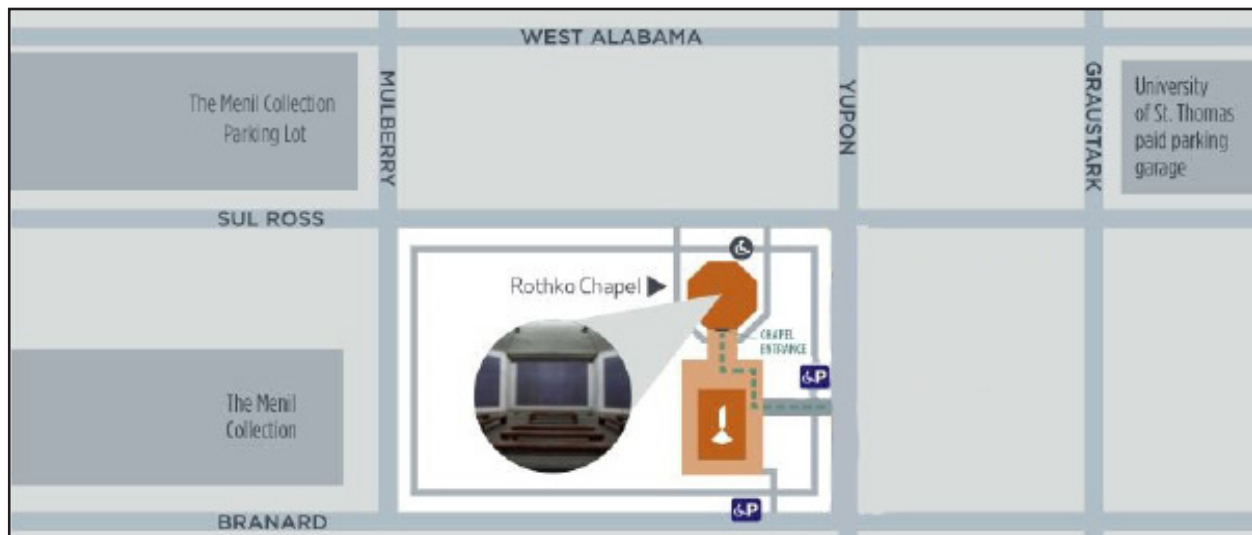 WEST ALABAMA
MULBERRY
YUPON
GRAUSTARK
The Menil Collection
Parking Lot
University
of St. Thomas
paid parking
garage
SUL ROSS
Rothko Chapel
CHAPEL
ENTRANCE
P
The Menil
Collection
P
BRANARD